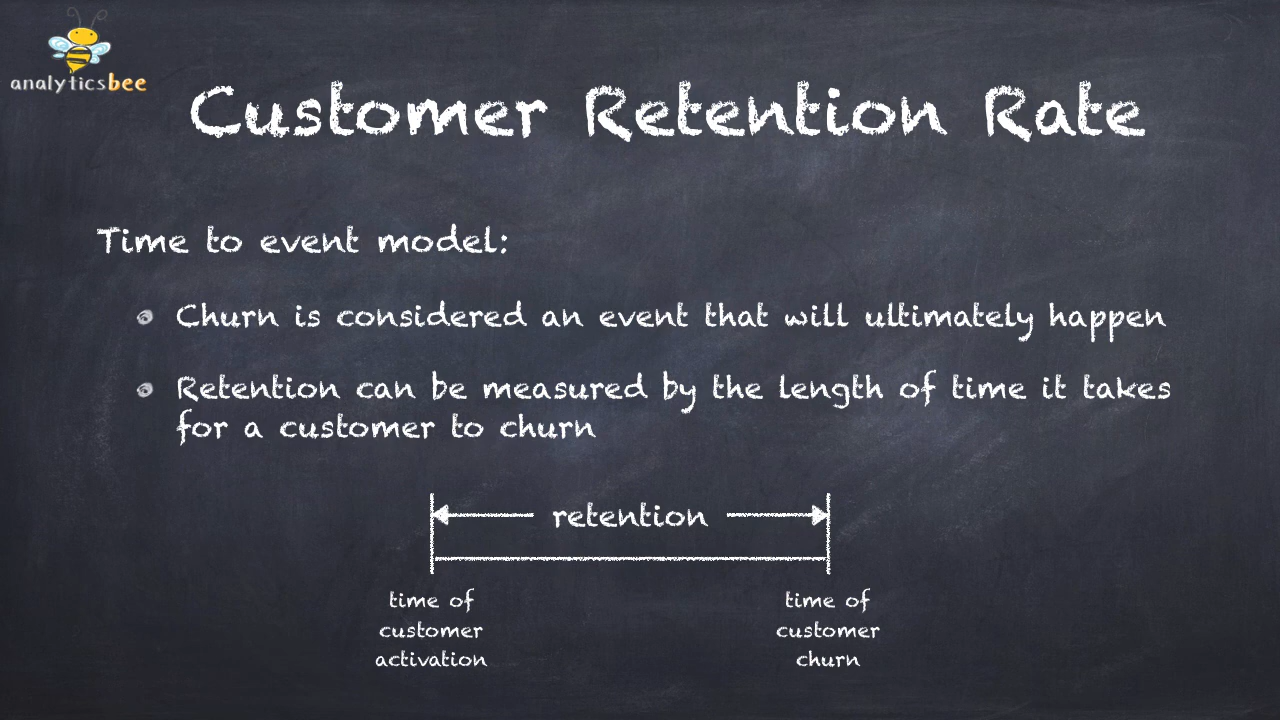 analyticsbee
Customer Retention Rate
Time to event model:
Churn is considered an event that will ultimately happen
Retention can be measured by the length of time it takes
for a customer to churn
retention
time of
customer
activation
time of
customer
churn